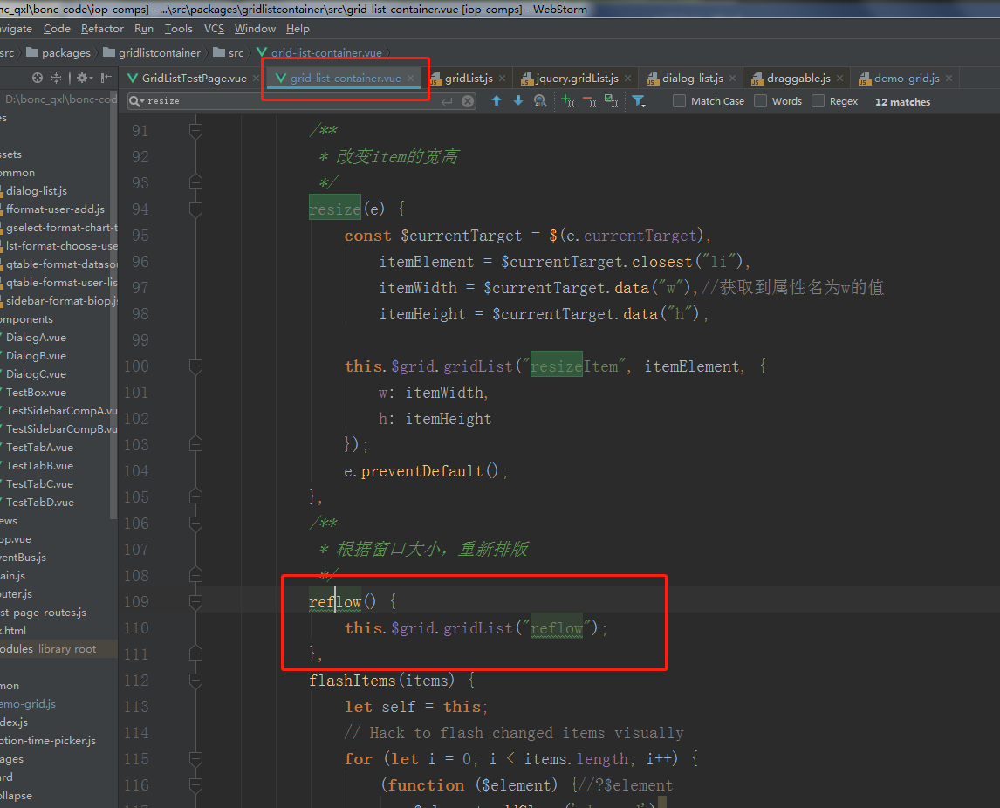 nc_qxl\bonc-code\iop-comps] - ...\src\packages\gridlistcontainer\src\grid-list-container.vue [iop-comps] - WebStorm
avigate Code Refactor Run Tools VCS Window Help
src packages gridlistcontainer src grid-list-container.vue
D:\bonc_qxl\bonc-cod
GridListTestPage.vue grid-list-container.vue gridList.js jquery.gridList.js dialog-list.js draggable.js demo-grid.js
resize Match Case Words Regex 12 matches
es
ssets
ommon
dialog-list.js
fformat-user-add.js
gselect-format-chart-t
lst-format-choose-use
qtable-format-dataso
qtable-format-user-lis
sidebar-format-biop.js
omponents
DialogA.vue
DialogB.vue
DialogC.vue
TestBox.vue
TestSidebarCompA.vu
TestSidebarCompB.vu
TestTabA.vue
TestTabB.vue
TestTabC.vue
TestTabD.vue
ews
pp.vue
ventBus.js
ain.js
outer.js
st-page-routes.js
x.html
odules library root
mon
emo-grid.js
dex.js
ption-time-picker.js
ages
ard
ollapse
91 /**
92 * 改变item的宽高
93 */
94 resize(e) {
95 const $currentTarget = $(e.currentTarget),
96 itemElement = $currentTarget.closest("li"),
97 itemWidth = $currentTarget.data("w"),//获取到属性名为w的值
98 itemHeight = $currentTarget.data("h");
99
100 this.$grid.gridList("resizeItem", itemElement, {
101 w: itemWidth,
102 h: itemHeight
103 });
104 e.preventDefault();
105 },
106 /**
107 * 根据窗口大小，重新排版
108 */
109 reflow() {
110 this.$grid.gridList("reflow");
111 },
112 flashItems(items) {
113 let self = this;
114 // Hack to flash changed items visually
115 for (let i = 0; i < items.length; i++) {
116 (function ($element) {//?$element